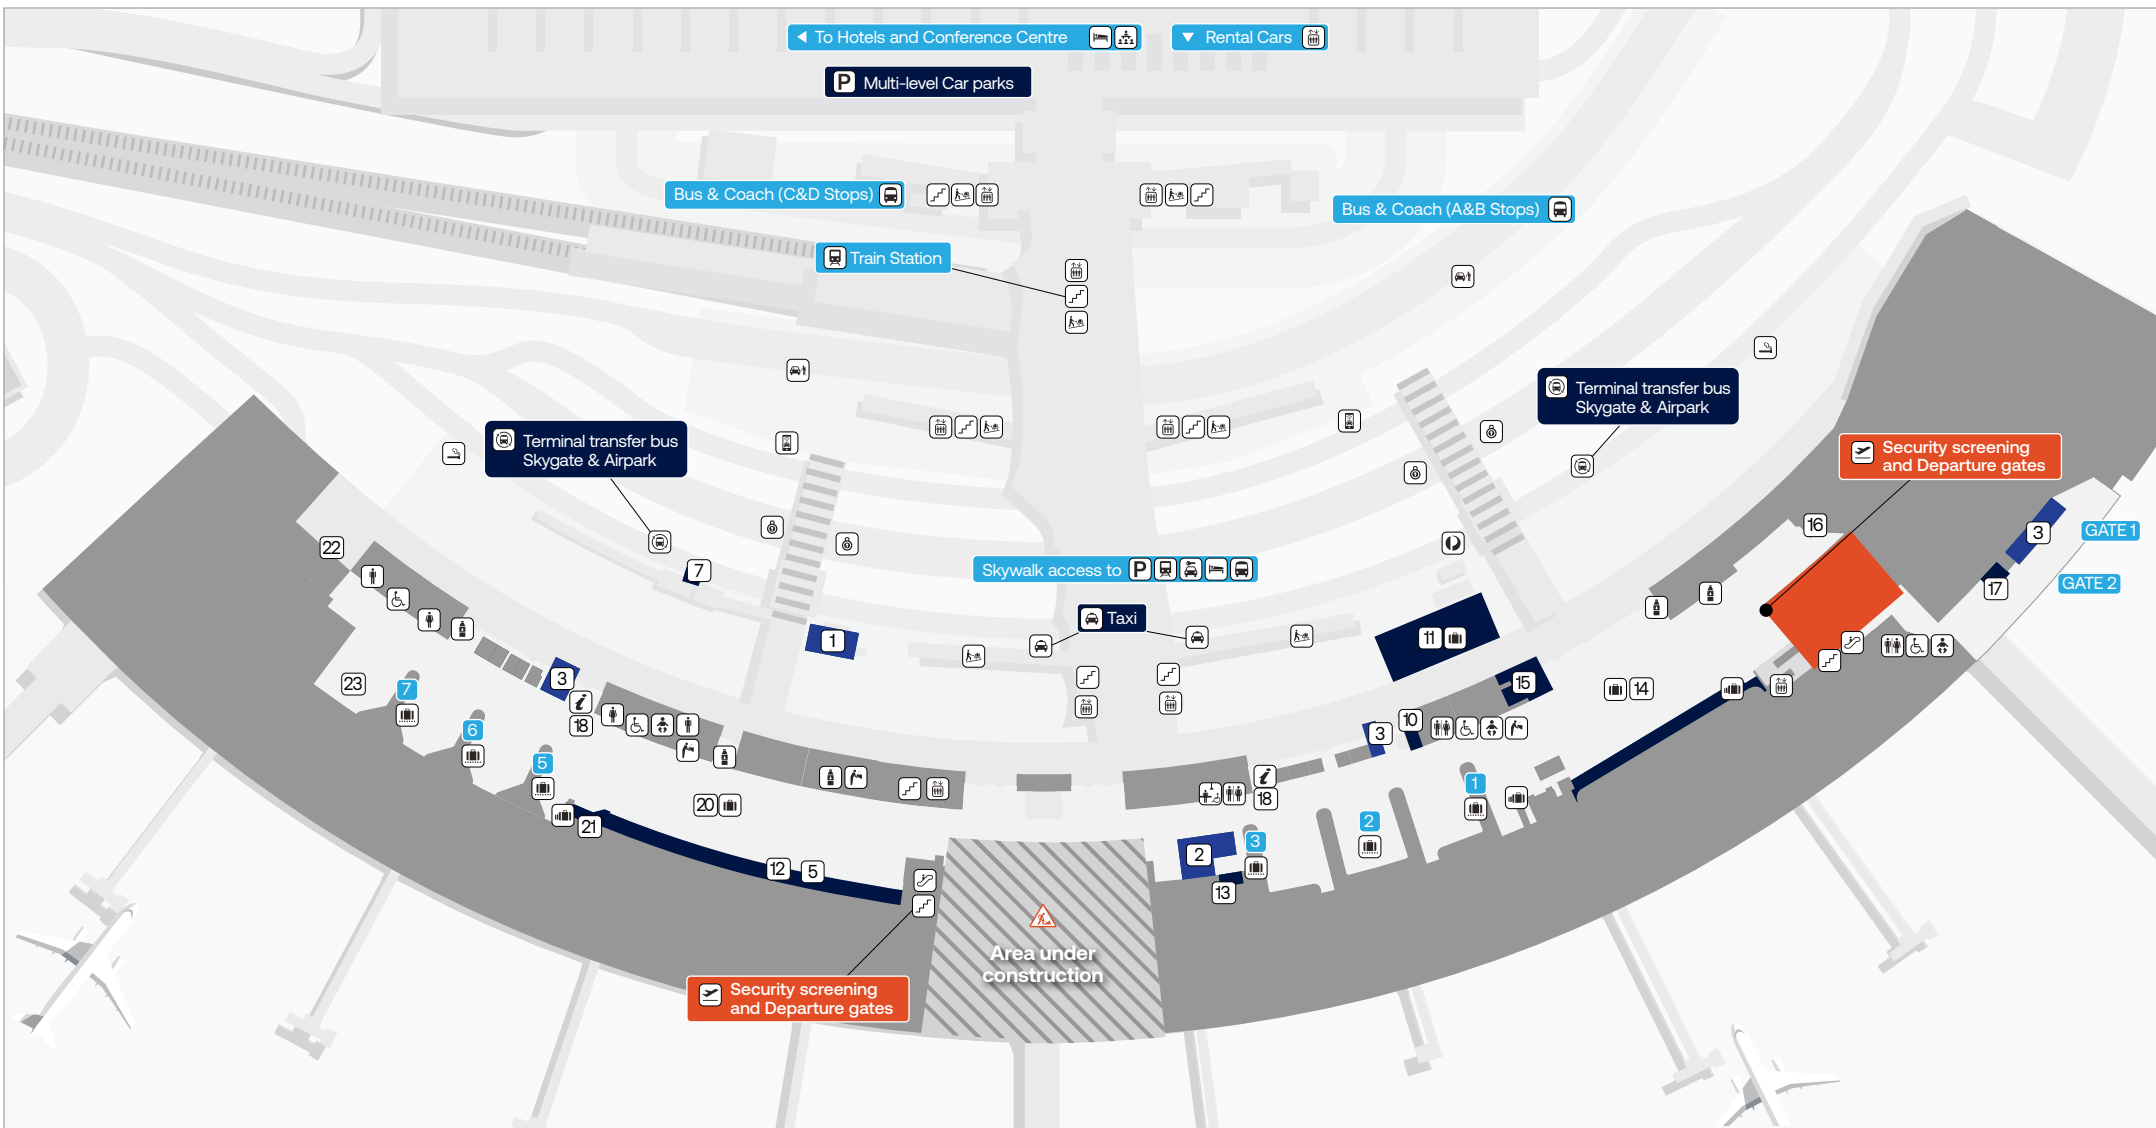 To Hotels and Conference Centre
Rental Cars
P Multi-level Car parks
Bus & Coach (C&D Stops)
Bus & Coach (A&B Stops)
Train Station
Terminal transfer bus
Skygate & Airpark
Terminal transfer bus
Skygate & Airpark
Security screening
and Departure gates
16
3
GATE 1
GATE 2
17
22
7
Skywalk access to P
Taxi
1
11
15
14
23
3
7
18
6
5
10
3
20
18
1
2
3
2
21
12
5
13
Area under
construction
Security screening
and Departure gates